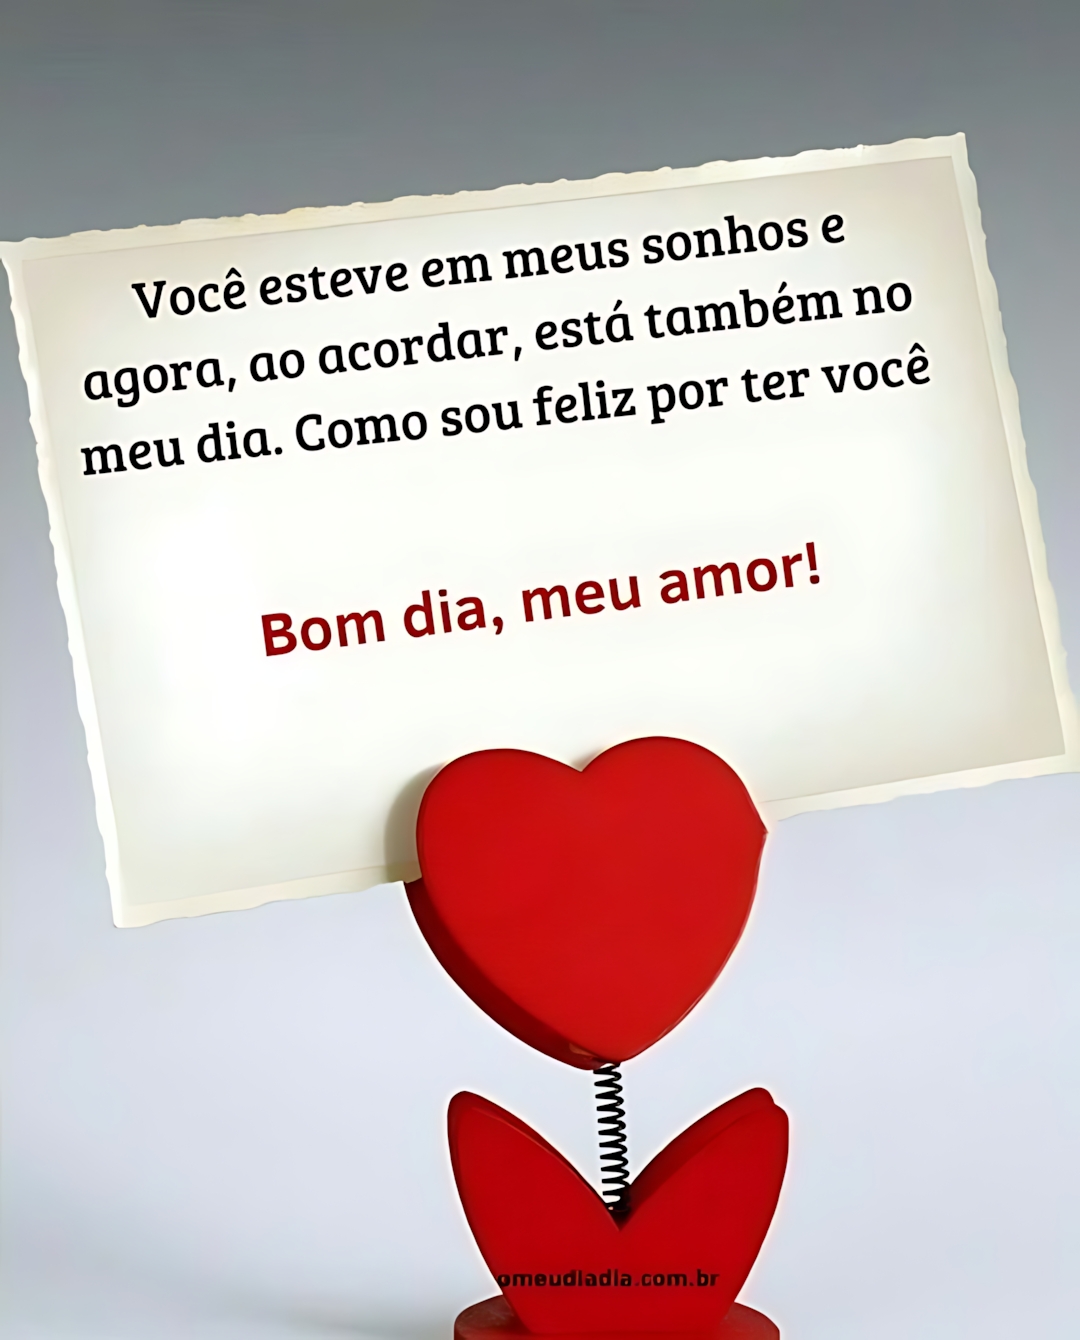 Você esteve em meus sonhos e
agora, ao acordar, está também no
meu dia. Como sou feliz por ter você
Bom dia, meu amor!
omeudiadia.com.br